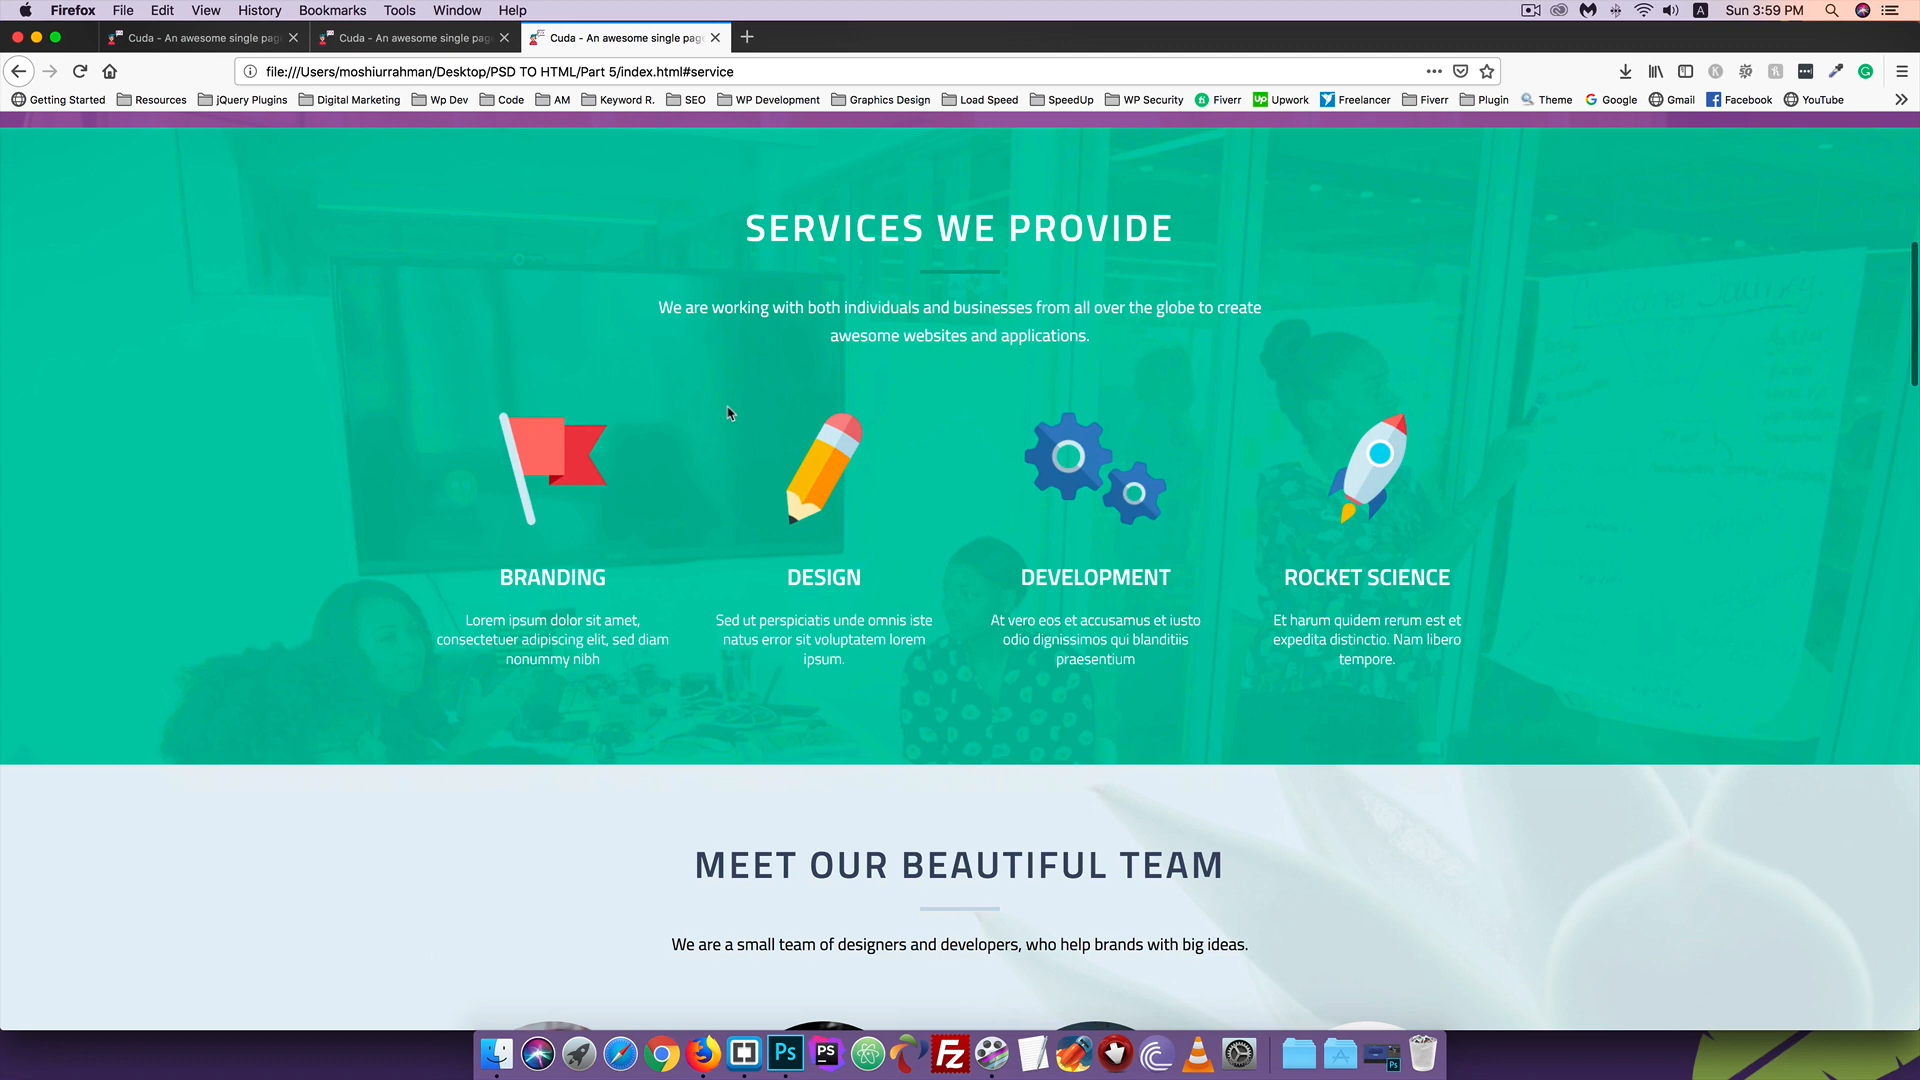 Firefox File Edit View History Bookmarks Tools Window Help
A Sun 3:59 PM
Cuda - An awesome single pag
Cuda - An awesome single pag
Cuda - An awesome single pag
file:///Users/moshiurrahman/Desktop/PSD TO HTML/Part 5/index.html#service
Getting Started Resources jQuery Plugins Digital Marketing Wp Dev Code AM Keyword R. SEO WP Development Graphics Design Load Speed SpeedUp WP Security Fiverr Upwork Freelancer Fiverr Plugin Theme Google Gmail Facebook YouTube
SERVICES WE PROVIDE
We are working with both individuals and businesses from all over the globe to create
awesome websites and applications.
BRANDING
Lorem ipsum dolor sit amet,
consectetuer adipiscing elit, sed diam
nonummy nibh
DESIGN
Sed ut perspiciatis unde omnis iste
natus error sit voluptatem lorem
ipsum.
DEVELOPMENT
At vero eos et accusamus et iusto
odio dignissimos qui blanditiis
praesentium
ROCKET SCIENCE
Et harum quidem rerum est et
expedita distinctio. Nam libero
tempore.
MEET OUR BEAUTIFUL TEAM
We are a small team of designers and developers, who help brands with big ideas.
Ps PS Fz